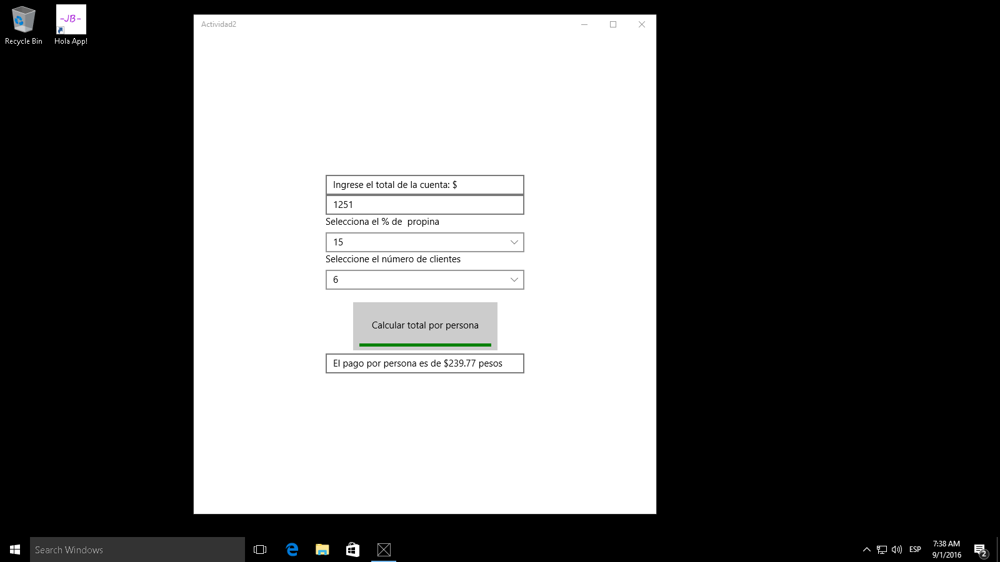 -JB-
Recycle Bin
Hola App!
Actividad2
Ingrese el total de la cuenta: $
1251
Selecciona el % de  propina
15
Seleccione el número de clientes
6
Calcular total por persona
El pago por persona es de $239.77 pesos
Search Windows
ESP
7:38 AM
9/1/2016
2